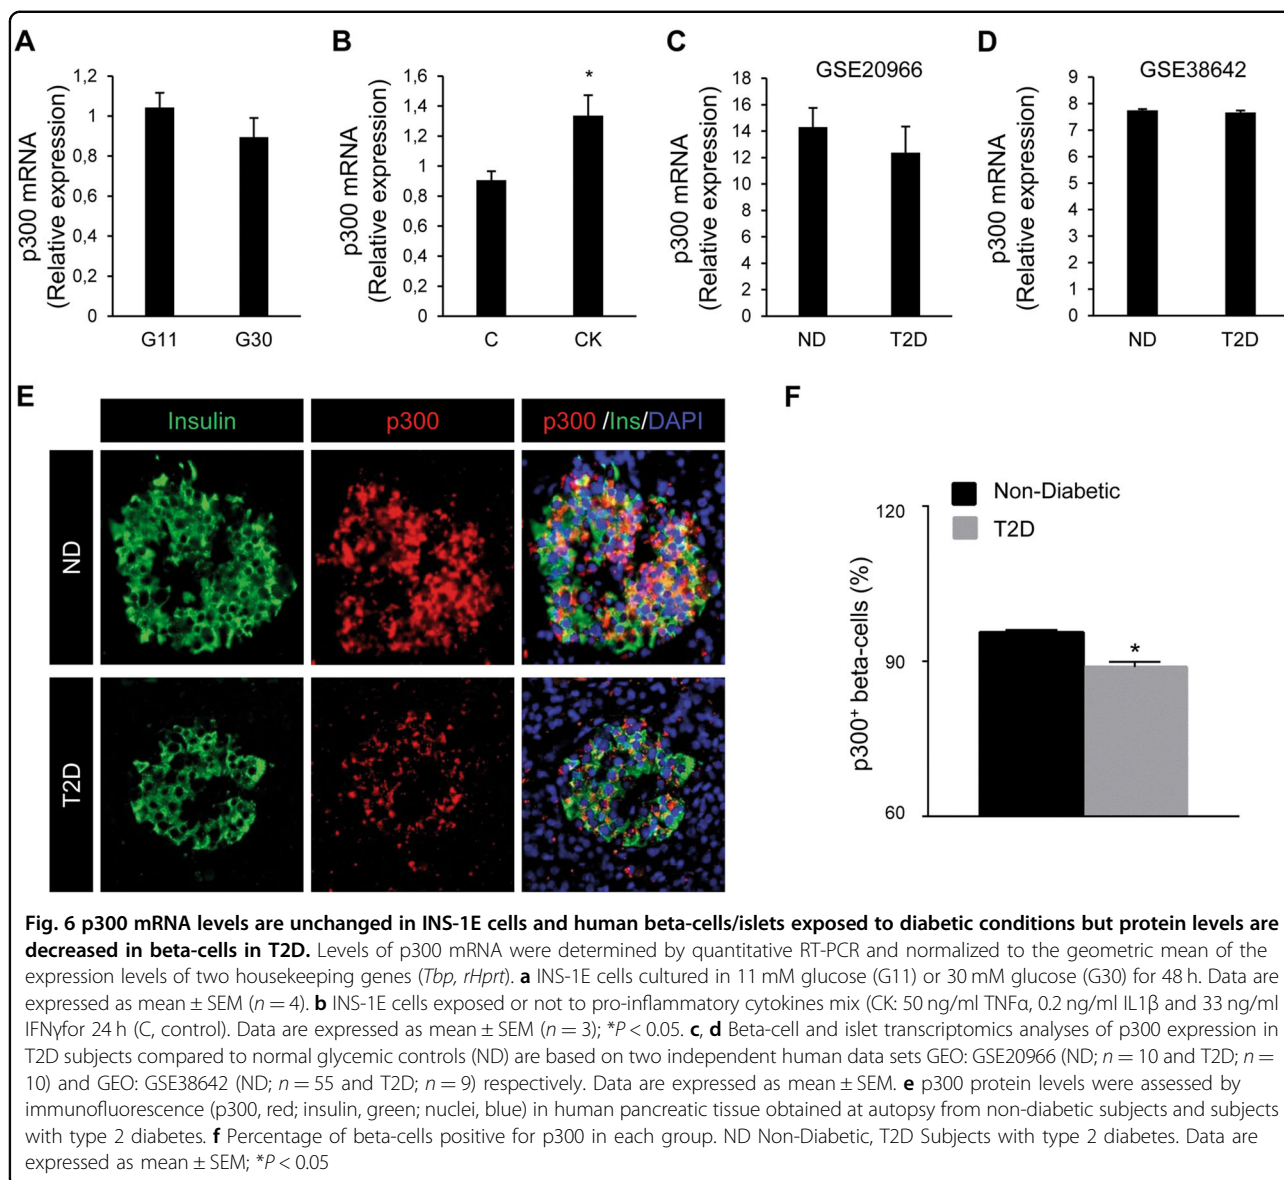 A
p300 mRNA
(Relative expression)
1,2
1
0,8
0,6
0,4
0,2
0
G11 G30
B
p300 mRNA
(Relative expression)
1,6
1,4
1,2
1
0,8
0,6
0,4
0,2
0
*
C CK
C
GSE20966
p300 mRNA
(Relative expression)
18
16
14
12
10
8
6
4
2
0
ND T2D
D
GSE38642
p300 mRNA
(Relative expression)
9
8
7
6
5
4
3
2
1
0
ND T2D
E
Insulin p300 p300 /Ins/DAPI
ND
T2D
F
Non-Diabetic
T2D
p300⁺ beta-cells (%)
120
90
60
*
Fig. 6 p300 mRNA levels are unchanged in INS-1E cells and human beta-cells/islets exposed to diabetic conditions but protein levels are
decreased in beta-cells in T2D. Levels of p300 mRNA were determined by quantitative RT-PCR and normalized to the geometric mean of the
expression levels of two housekeeping genes (Tbp, rHprt). a INS-1E cells cultured in 11 mM glucose (G11) or 30 mM glucose (G30) for 48 h. Data are
expressed as mean ± SEM (n = 4). b INS-1E cells exposed or not to pro-inflammatory cytokines mix (CK: 50 ng/ml TNFα, 0.2 ng/ml IL1β and 33 ng/ml
IFNγfor 24 h (C, control). Data are expressed as mean ± SEM (n = 3); *P < 0.05. c, d Beta-cell and islet transcriptomics analyses of p300 expression in
T2D subjects compared to normal glycemic controls (ND) are based on two independent human data sets GEO: GSE20966 (ND; n = 10 and T2D; n =
10) and GEO: GSE38642 (ND; n = 55 and T2D; n = 9) respectively. Data are expressed as mean ± SEM. e p300 protein levels were assessed by
immunofluorescence (p300, red; insulin, green; nuclei, blue) in human pancreatic tissue obtained at autopsy from non-diabetic subjects and subjects
with type 2 diabetes. f Percentage of beta-cells positive for p300 in each group. ND Non-Diabetic, T2D Subjects with type 2 diabetes. Data are
expressed as mean ± SEM; *P < 0.05